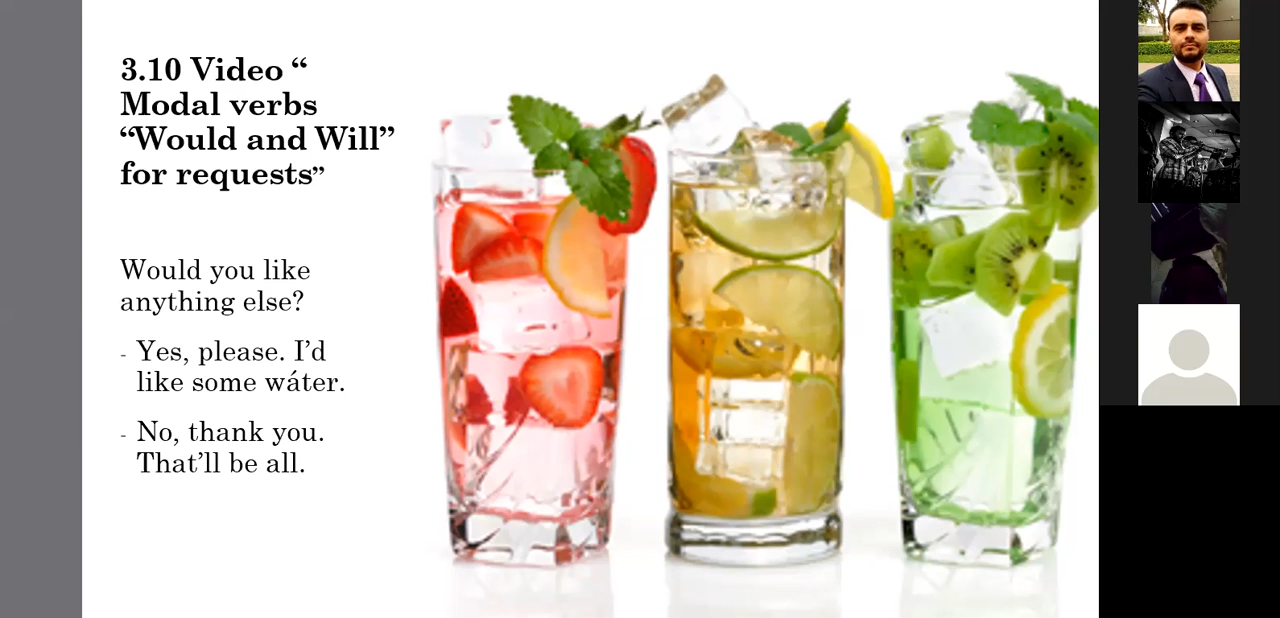 3.10 Video “
Modal verbs
“Would and Will”
for requests”
Would you like
anything else?
- Yes, please. I’d
like some wáter.
- No, thank you.
That’ll be all.